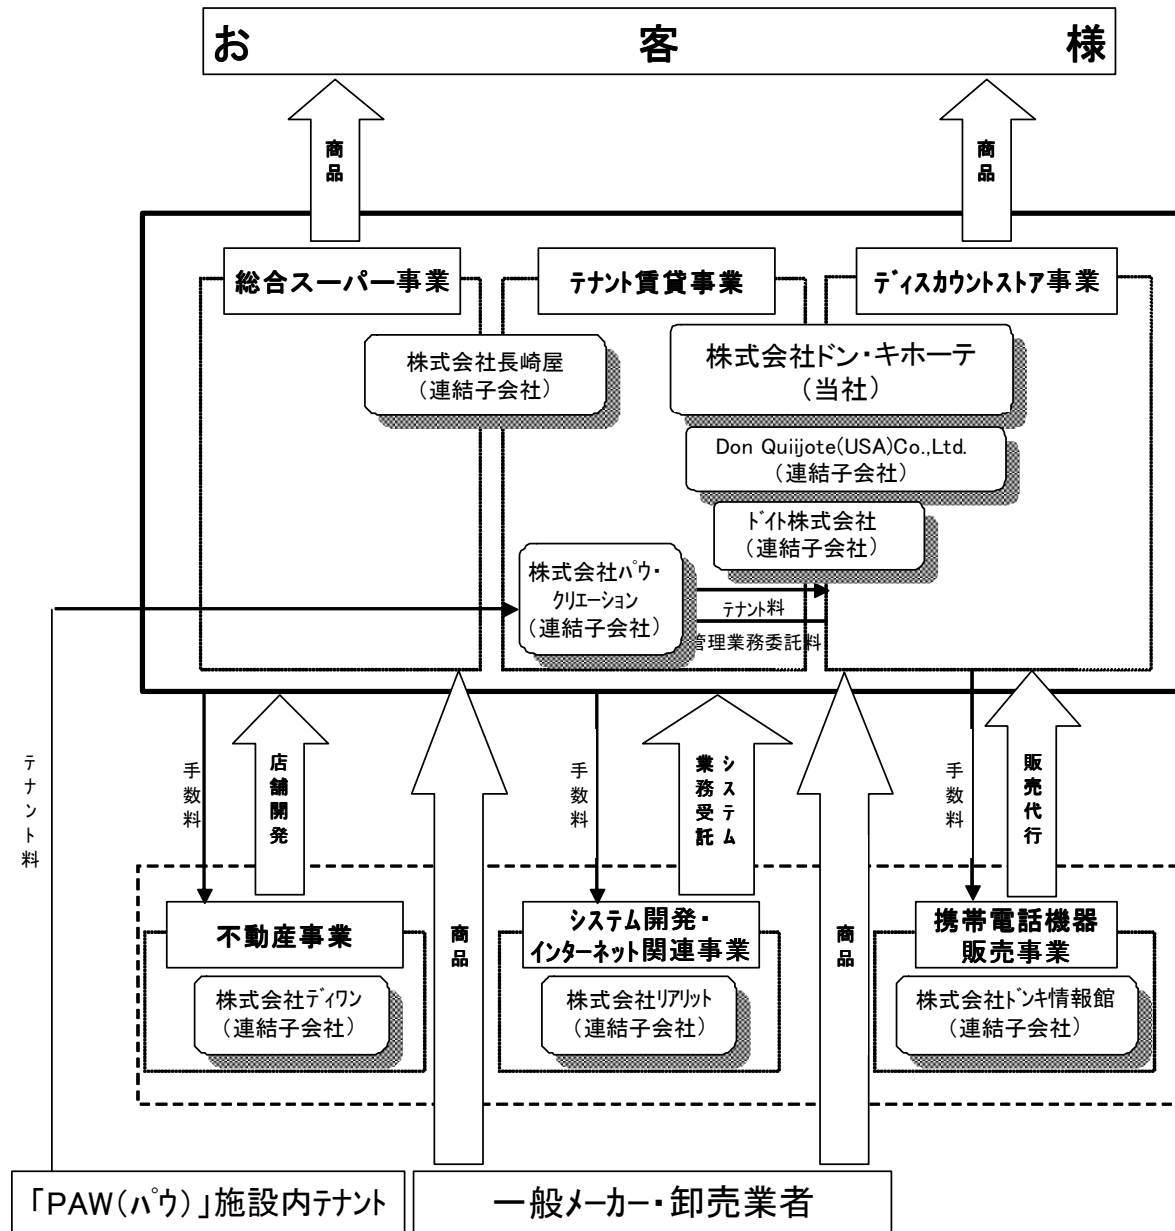 お客様
商品
商品
総合スーパー事業
テナント賃貸事業
ディスカウントストア事業
株式会社長崎屋
(連結子会社)
株式会社ドン・キホーテ
(当社)
Don Quijote(USA)Co.,Ltd.
(連結子会社)
ドイト株式会社
(連結子会社)
株式会社パウ・
クリエーション
(連結子会社)
テナント料
管理業務委託料
テナント料
手数料
店舗開発
手数料
システム
業務受託
手数料
販売代行
不動産事業
システム開発・
インターネット関連事業
携帯電話機器
販売事業
商品
商品
株式会社ディワン
(連結子会社)
株式会社リアリット
(連結子会社)
株式会社ドンキ情報館
(連結子会社)
「PAW(パウ)」施設内テナント
一般メーカー・卸売業者